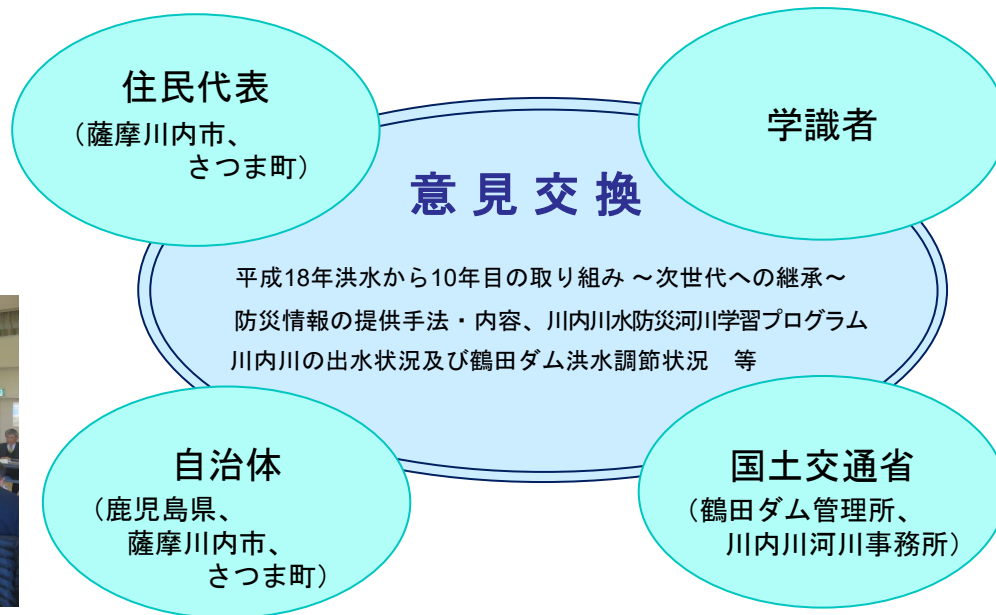 住民代表
（薩摩川内市、
さつま町）
学識者
意見交換
平成18年洪水から10年目の取り組み ～次世代への継承～
防災情報の提供手法・内容、川内川水防災河川学習プログラム
川内川の出水状況及び鶴田ダム洪水調節状況　等
自治体
（鹿児島県、
薩摩川内市、
さつま町）
国土交通省
（鶴田ダム管理所、
川内川河川事務所）